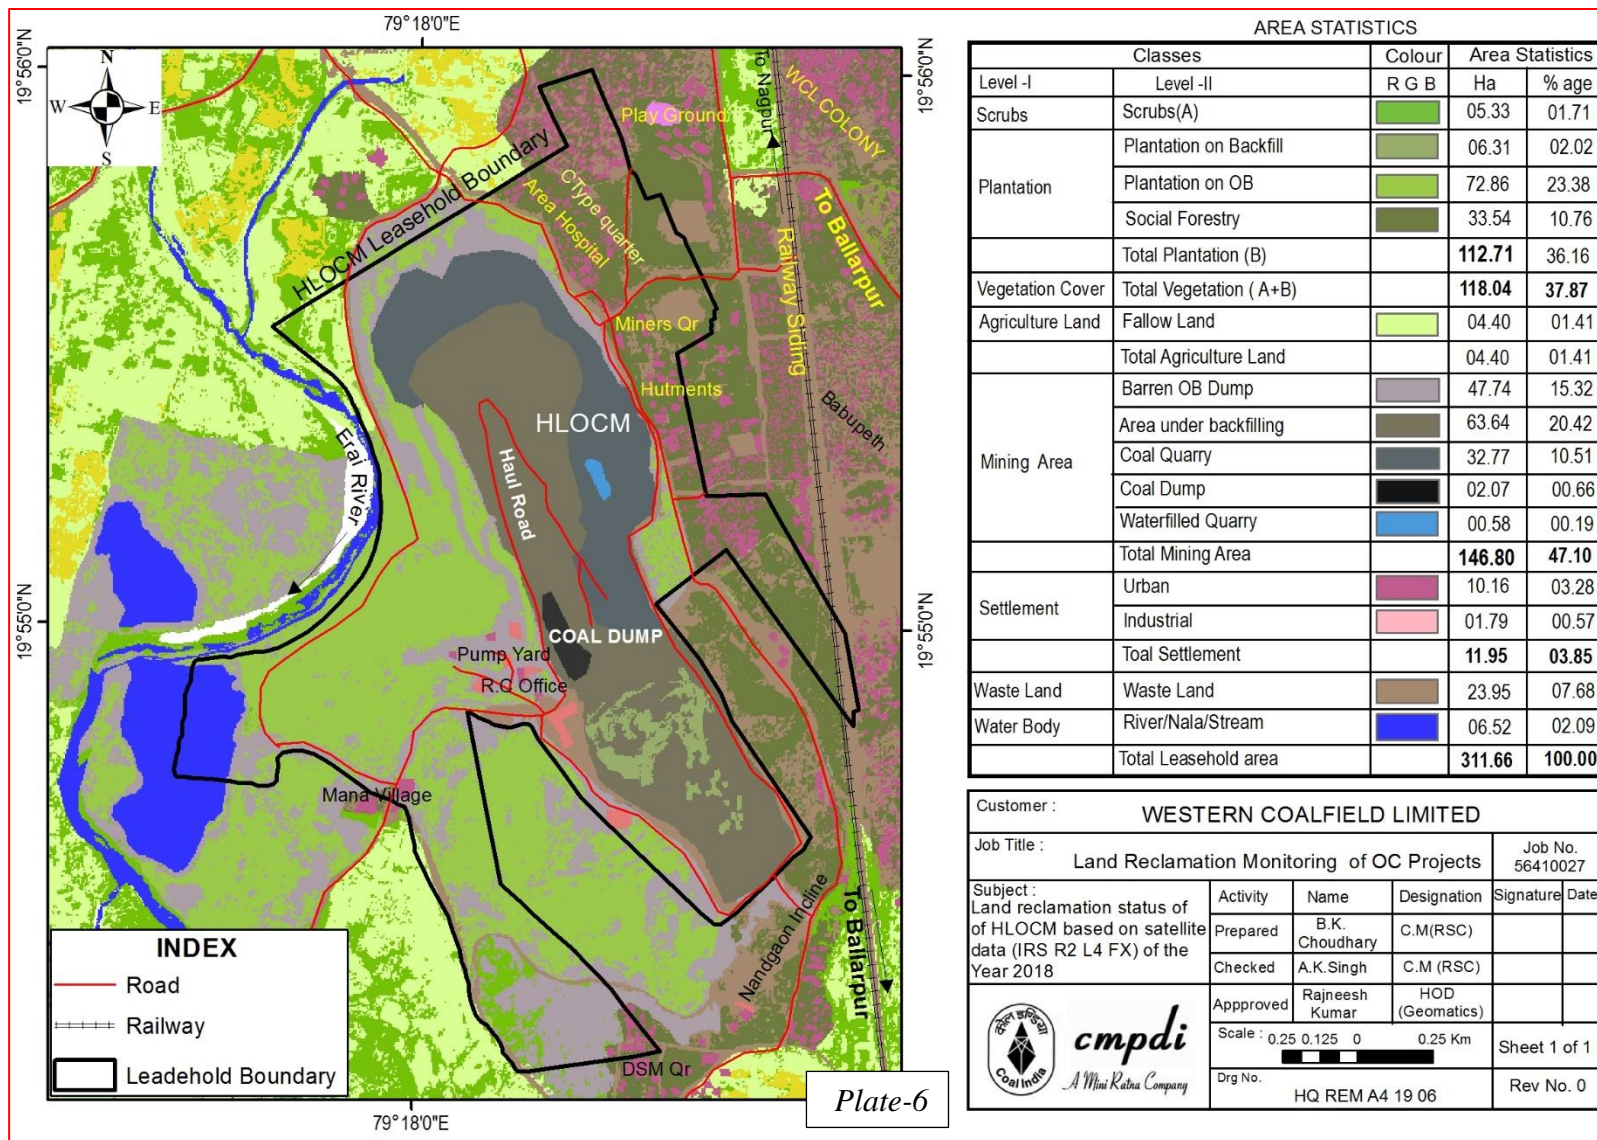 79°18'0"E
19°56'0"N
19°56'0"N
N
W
E
S
To Nagpur
WCL COLONY
Play Ground
HLOCM Leasehold Boundary
CType quarter
Area Hospital
To Ballarpur
Railway Siding
Miners Qr
Hutments
Babupeth
HLOCM
Erai River
Haul Road
19°55'0"N
19°55'0"N
COAL DUMP
Pump Yard
R.C Office
Mana Village
Nandgaon Incline
To Ballarpur
INDEX
Road
Railway
Leadehold Boundary
DSM Qr
Plate-6
79°18'0"E
AREA STATISTICS
Classes Colour Area Statistics
Level -I Level -II R G B Ha % age
Scrubs Scrubs(A) 05.33 01.71
Plantation on Backfill 06.31 02.02
Plantation Plantation on OB 72.86 23.38
Social Forestry 33.54 10.76
Total Plantation (B) 112.71 36.16
Vegetation Cover Total Vegetation ( A+B) 118.04 37.87
Agriculture Land Fallow Land 04.40 01.41
Total Agriculture Land 04.40 01.41
Barren OB Dump 47.74 15.32
Area under backfilling 63.64 20.42
Mining Area Coal Quarry 32.77 10.51
Coal Dump 02.07 00.66
Waterfilled Quarry 00.58 00.19
Total Mining Area 146.80 47.10
Settlement Urban 10.16 03.28
Industrial 01.79 00.57
Toal Settlement 11.95 03.85
Waste Land Waste Land 23.95 07.68
Water Body River/Nala/Stream 06.52 02.09
Total Leasehold area 311.66 100.00
Customer : WESTERN COALFIELD LIMITED
Job Title : Land Reclamation Monitoring of OC Projects
Job No.
56410027
Subject :
Land reclamation status of
of HLOCM based on satellite
data (IRS R2 L4 FX) of the
Year 2018
Activity Name Designation Signature Date
Prepared B.K. Choudhary C.M(RSC)
Checked A.K.Singh C.M (RSC)
Appproved Rajneesh Kumar HOD (Geomatics)
कोल इण्डिया
Coal India
cmpdi
A Mini Ratna Company
Scale : 0.25 0.125 0 0.25 Km
Sheet 1 of 1
Drg No.
HQ REM A4 19 06
Rev No. 0